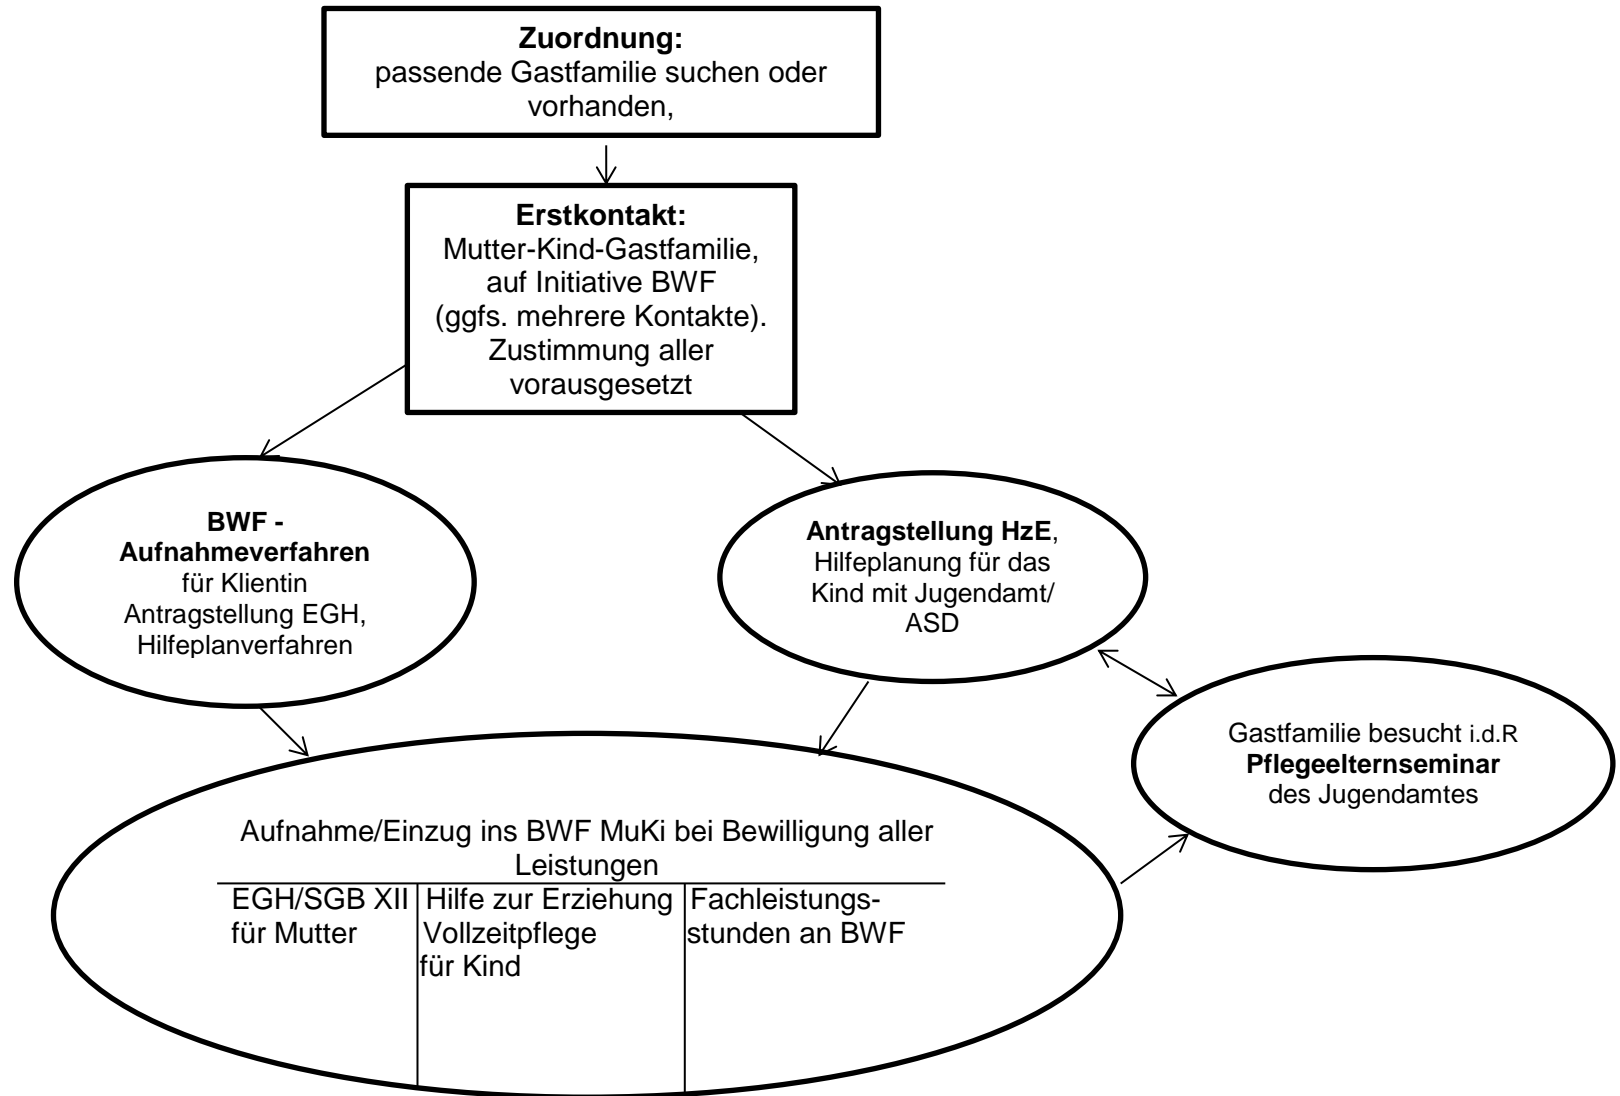 Zuordnung:
passende Gastfamilie suchen oder
vorhanden,
Erstkontakt:
Mutter-Kind-Gastfamilie,
auf Initiative BWF
(ggfs. mehrere Kontakte).
Zustimmung aller
vorausgesetzt
BWF -
Aufnahmeverfahren
für Klientin
Antragstellung EGH,
Hilfeplanverfahren
Antragstellung HzE,
Hilfeplanung für das
Kind mit Jugendamt/
ASD
Gastfamilie besucht i.d.R
Pflegeelternseminar
des Jugendamtes
Aufnahme/Einzug ins BWF MuKi bei Bewilligung aller
Leistungen
EGH/SGB XII
für Mutter
Hilfe zur Erziehung
Vollzeitpflege
für Kind
Fachleistungs-
stunden an BWF